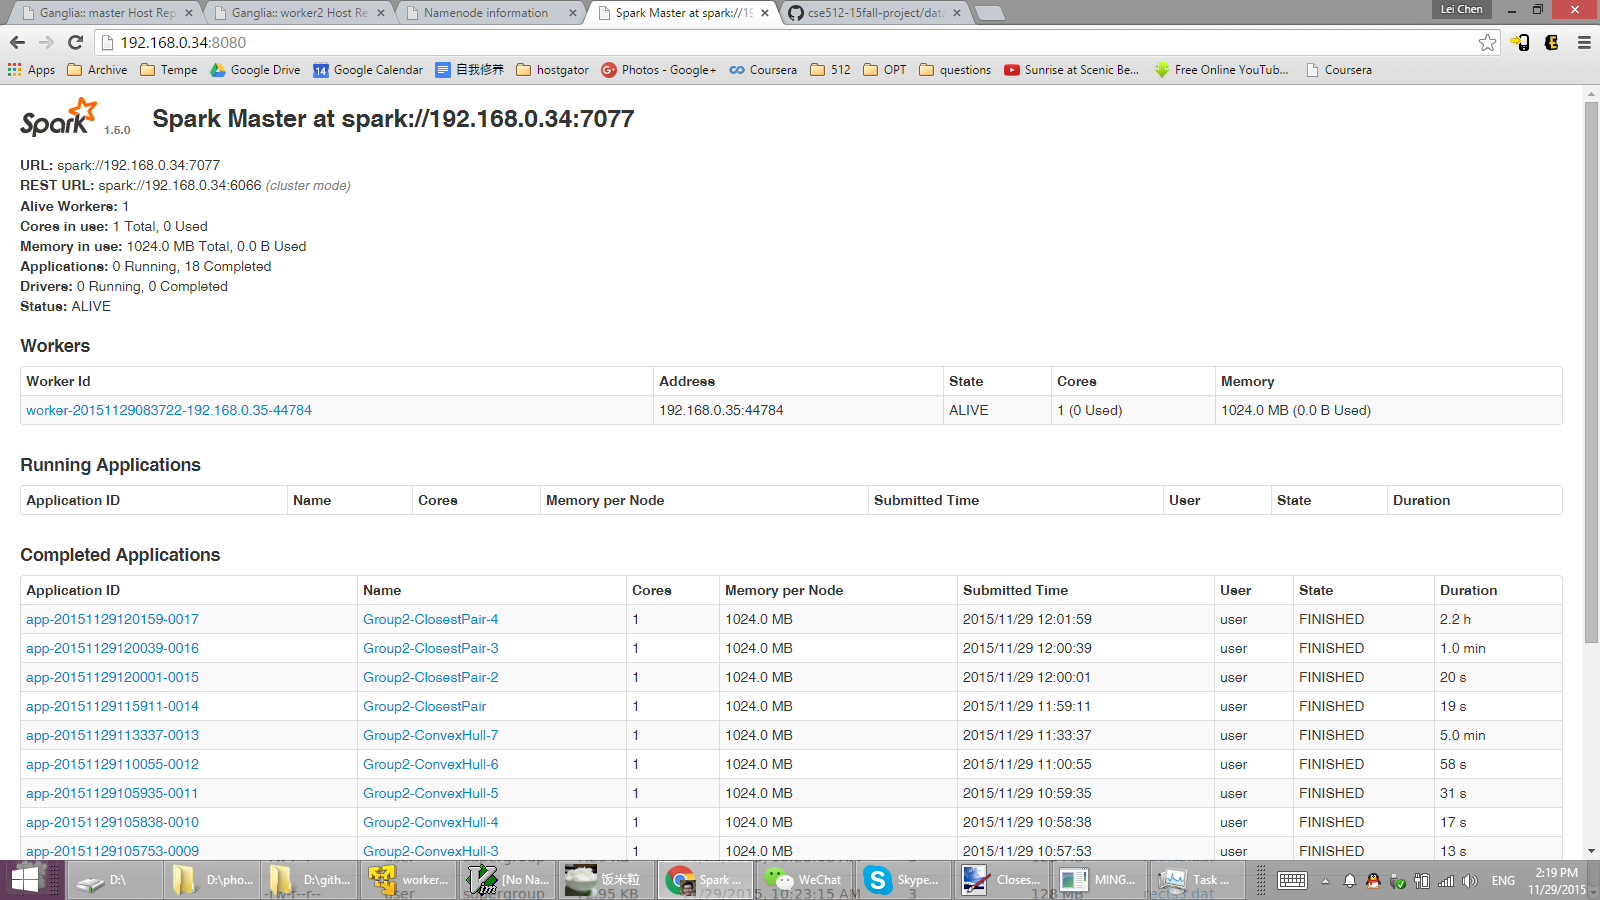 Ganglia:: master Host Rep
Ganglia:: worker2 Host Re
Namenode information
Spark Master at spark://19
cse512-15fall-project/data
Lei Chen
192.168.0.34:8080
Apps
Archive
Tempe
Google Drive
14
Google Calendar
自我修养
hostgator
Photos - Google+
Coursera
512
OPT
questions
Sunrise at Scenic Be...
Free Online YouTub...
Coursera
Spark 1.5.0
Spark Master at spark://192.168.0.34:7077
URL: spark://192.168.0.34:7077
REST URL: spark://192.168.0.34:6066 (cluster mode)
Alive Workers: 1
Cores in use: 1 Total, 0 Used
Memory in use: 1024.0 MB Total, 0.0 B Used
Applications: 0 Running, 18 Completed
Drivers: 0 Running, 0 Completed
Status: ALIVE
Workers
Worker Id Address State Cores Memory
worker-20151129083722-192.168.0.35-44784 192.168.0.35:44784 ALIVE 1 (0 Used) 1024.0 MB (0.0 B Used)
Running Applications
Application ID Name Cores Memory per Node Submitted Time User State Duration
Completed Applications
Application ID Name Cores Memory per Node Submitted Time User State Duration
app-20151129120159-0017 Group2-ClosestPair-4 1 1024.0 MB 2015/11/29 12:01:59 user FINISHED 2.2 h
app-20151129120039-0016 Group2-ClosestPair-3 1 1024.0 MB 2015/11/29 12:00:39 user FINISHED 1.0 min
app-20151129120001-0015 Group2-ClosestPair-2 1 1024.0 MB 2015/11/29 12:00:01 user FINISHED 20 s
app-20151129115911-0014 Group2-ClosestPair 1 1024.0 MB 2015/11/29 11:59:11 user FINISHED 19 s
app-20151129113337-0013 Group2-ConvexHull-7 1 1024.0 MB 2015/11/29 11:33:37 user FINISHED 5.0 min
app-20151129110055-0012 Group2-ConvexHull-6 1 1024.0 MB 2015/11/29 11:00:55 user FINISHED 58 s
app-20151129105935-0011 Group2-ConvexHull-5 1 1024.0 MB 2015/11/29 10:59:35 user FINISHED 31 s
app-20151129105838-0010 Group2-ConvexHull-4 1 1024.0 MB 2015/11/29 10:58:38 user FINISHED 17 s
app-20151129105753-0009 Group2-ConvexHull-3 1 1024.0 MB 2015/11/29 10:57:53 user FINISHED 13 s
D:\
D:\pho...
D:\gith...
worker...
[No Na...
饭米粒
Spark ...
WeChat
Skype...
Closes...
MING...
Task ...
ENG
2:19 PM
11/29/2015